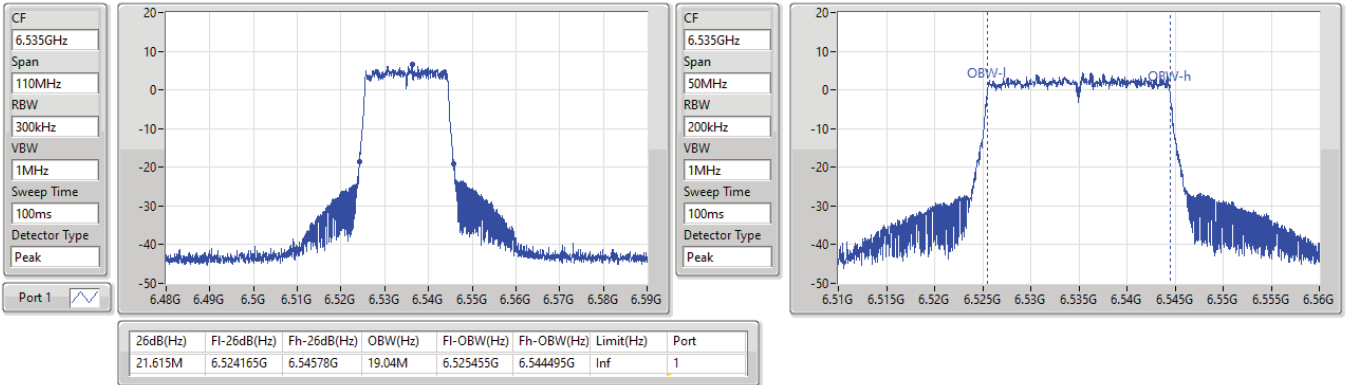 CF
6.535GHz
Span
110MHz
RBW
300kHz
VBW
1MHz
Sweep Time
100ms
Detector Type
Peak
Port 1
20
10
0
-10
-20
-30
-40
-50
6.48G 6.49G 6.5G 6.51G 6.52G 6.53G 6.54G 6.55G 6.56G 6.57G 6.58G 6.59G
CF
6.535GHz
Span
50MHz
RBW
200kHz
VBW
1MHz
Sweep Time
100ms
Detector Type
Peak
20
10
0
-10
-20
-30
-40
-50
OBW-l OBW-h
6.51G 6.515G 6.52G 6.525G 6.53G 6.535G 6.54G 6.545G 6.55G 6.555G 6.56G
26dB(Hz) Fl-26dB(Hz) Fh-26dB(Hz) OBW(Hz) Fl-OBW(Hz) Fh-OBW(Hz) Limit(Hz) Port
21.615M 6.524165G 6.54578G 19.04M 6.525455G 6.544495G Inf 1